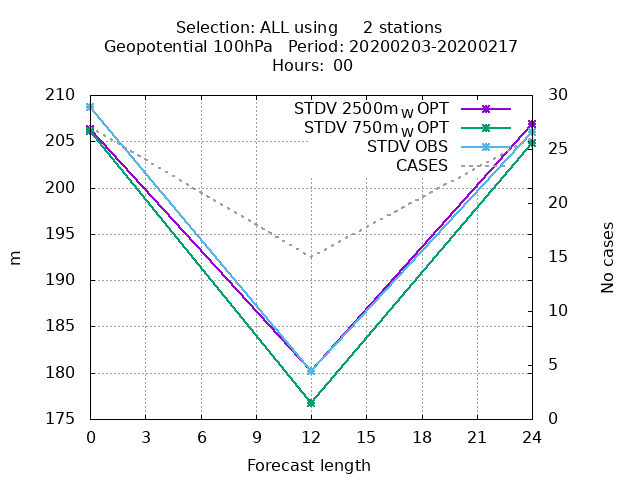 Selection: ALL using     2 stations
Geopotential 100hPa   Period: 20200203-20200217
Hours:  00
STDV 2500m_W OPT
STDV 750m_W OPT
STDV OBS
CASES
210
205
200
195
190
185
180
175
m
30
25
20
15
10
5
0
No cases
0 3 6 9 12 15 18 21 24
Forecast length